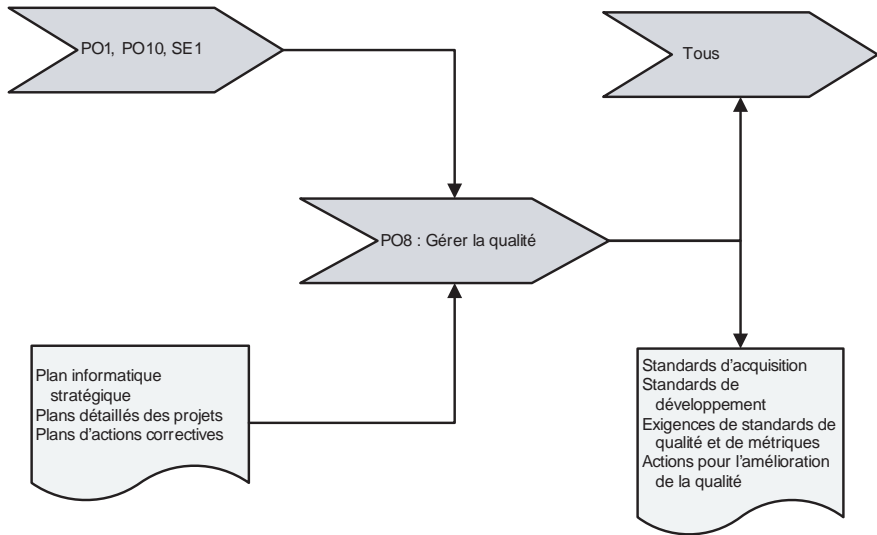 PO1, PO10, SE1
Tous
PO8 : Gérer la qualité
Plan informatique
stratégique
Plans détaillés des projets
Plans d'actions correctives
Standards d'acquisition
Standards de
développement
Exigences de standards de
qualité et de métriques
Actions pour l'amélioration
de la qualité